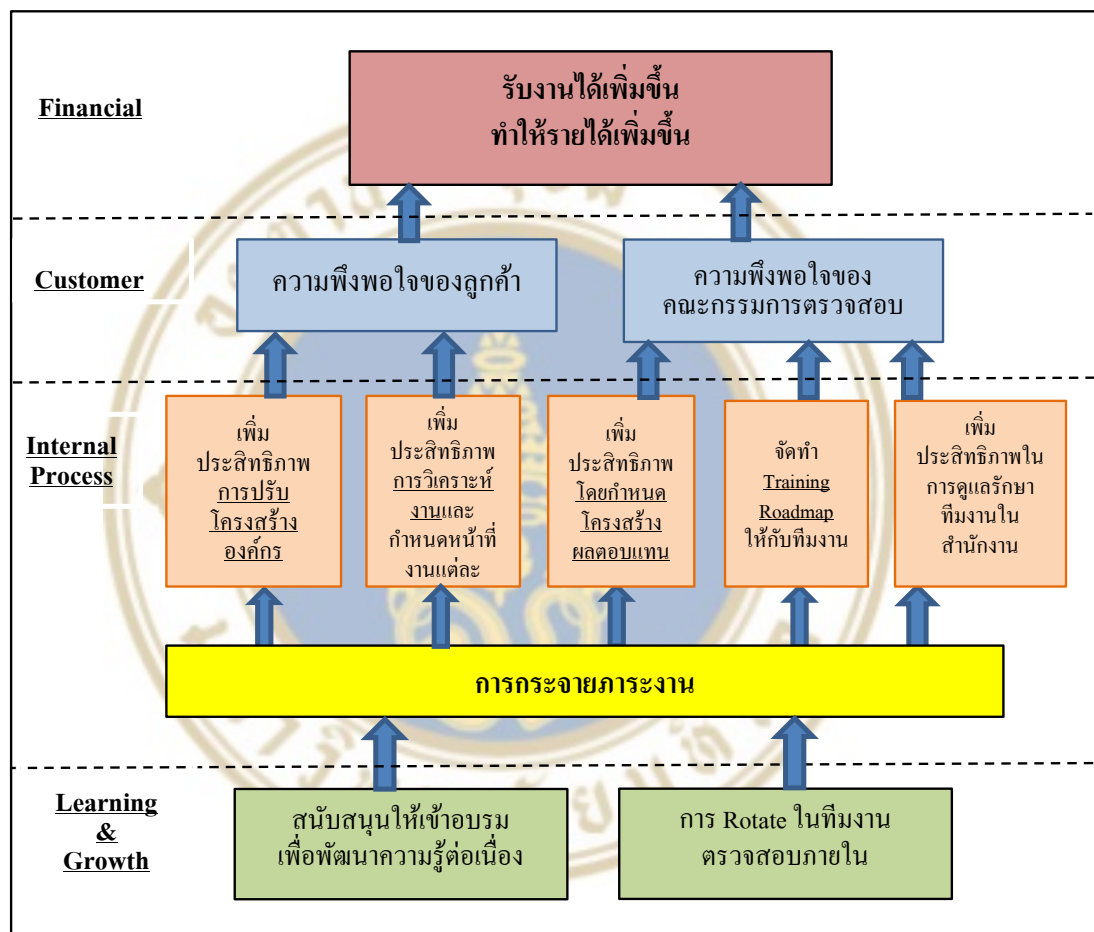 Financial
รับงานได้เพิ่มขึ้น
ทำให้รายได้เพิ่มขึ้น
Customer
ความพึงพอใจของลูกค้า
ความพึงพอใจของ
คณะกรรมการตรวจสอบ
Internal
Process
เพิ่ม
ประสิทธิภาพ
การปรับ
โครงสร้าง
องค์กร
เพิ่ม
ประสิทธิภาพ
การวิเคราะห์
งานและ
กำหนดหน้าที่
งานแต่ละ
เพิ่ม
ประสิทธิภาพ
โดยกำหนด
โครงสร้าง
ผลตอบแทน
จัดทำ
Training
Roadmap
ให้กับทีมงาน
เพิ่ม
ประสิทธิภาพใน
การดูแลรักษา
ทีมงานใน
สำนักงาน
การกระจายภาระงาน
Learning
&
Growth
สนับสนุนให้เข้าอบรม
เพื่อพัฒนาความรู้ต่อเนื่อง
การ Rotate ในทีมงาน
ตรวจสอบภายใน